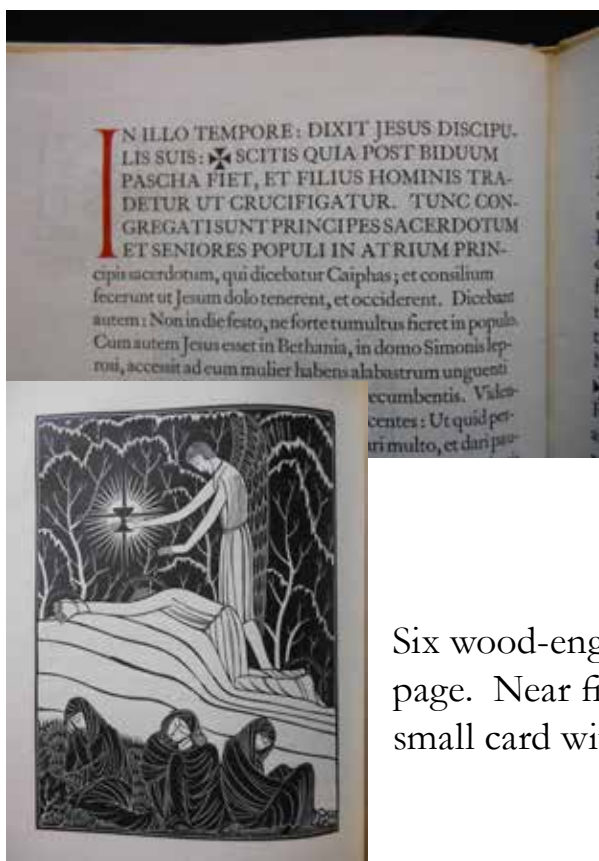 IN ILLO TEMPORE: DIXIT JESUS DISCIPU-
LIS SUIS: ✠ SCITIS QUIA POST BIDUUM
PASCHA FIET, ET FILIUS HOMINIS TRA-
DETUR UT CRUCIFIGATUR. TUNC CON-
GREGATI SUNT PRINCIPES SACERDOTUM
ET SENIORES POPULI IN ATRIUM PRIN-
cipis sacerdotum, qui dicebatur Caiphas; et consilium
fecerunt ut Jesum dolo tenerent, et occiderent. Dicebant
autem: Non in die festo, ne forte tumultus fieret in populo.
Cum autem Jesus esset in Bethania, in domo Simonis lep-
rosi, accessit ad eum mulier habens alabastrum unguenti
ecumbentis. Viden-
centes: Ut quid per-
ri multo, et dari pau-
Six wood-eng
page. Near fi
small card wi